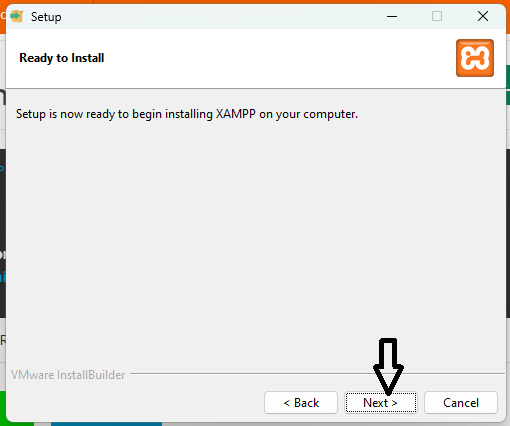 Setup
Ready to Install
Setup is now ready to begin installing XAMPP on your computer.
VMware InstallBuilder
< Back
Next >
Cancel